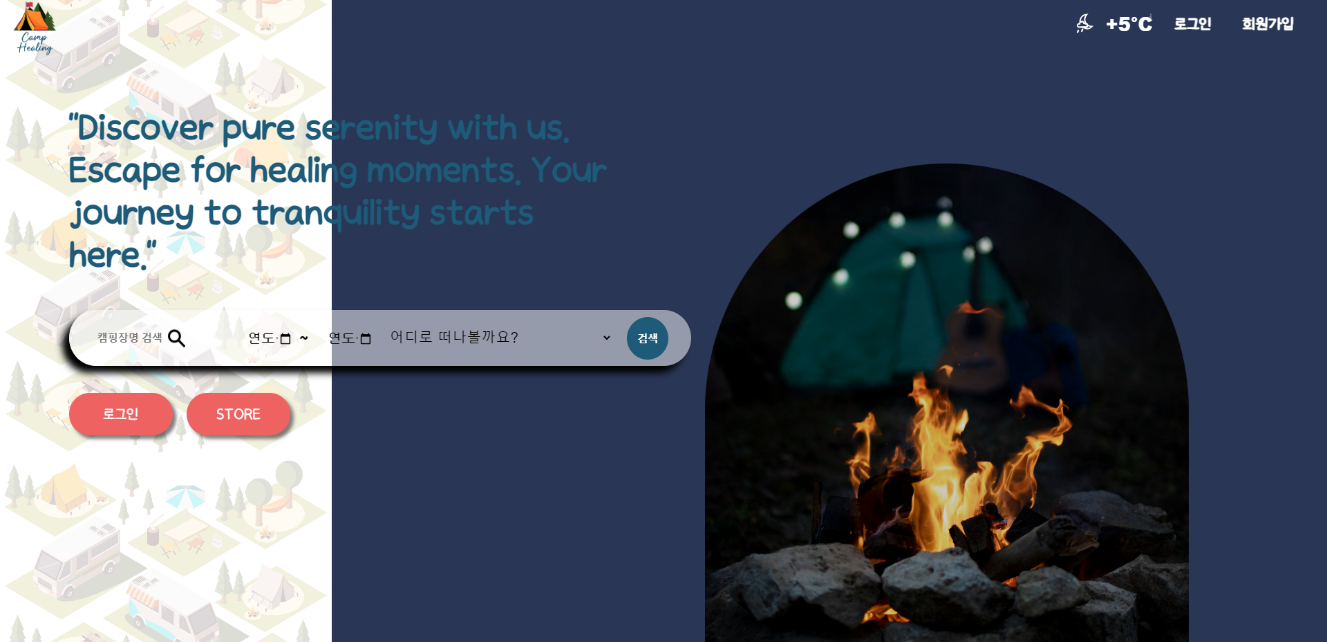 Camp
Healing
+5°C
로그인
회원가입
"Discover pure serenity with us.
Escape for healing moments. Your
journey to tranquility starts
here."
캠핑장명 검색
연도·
~
연도·
어디로 떠나볼까요?
검색
로그인
STORE